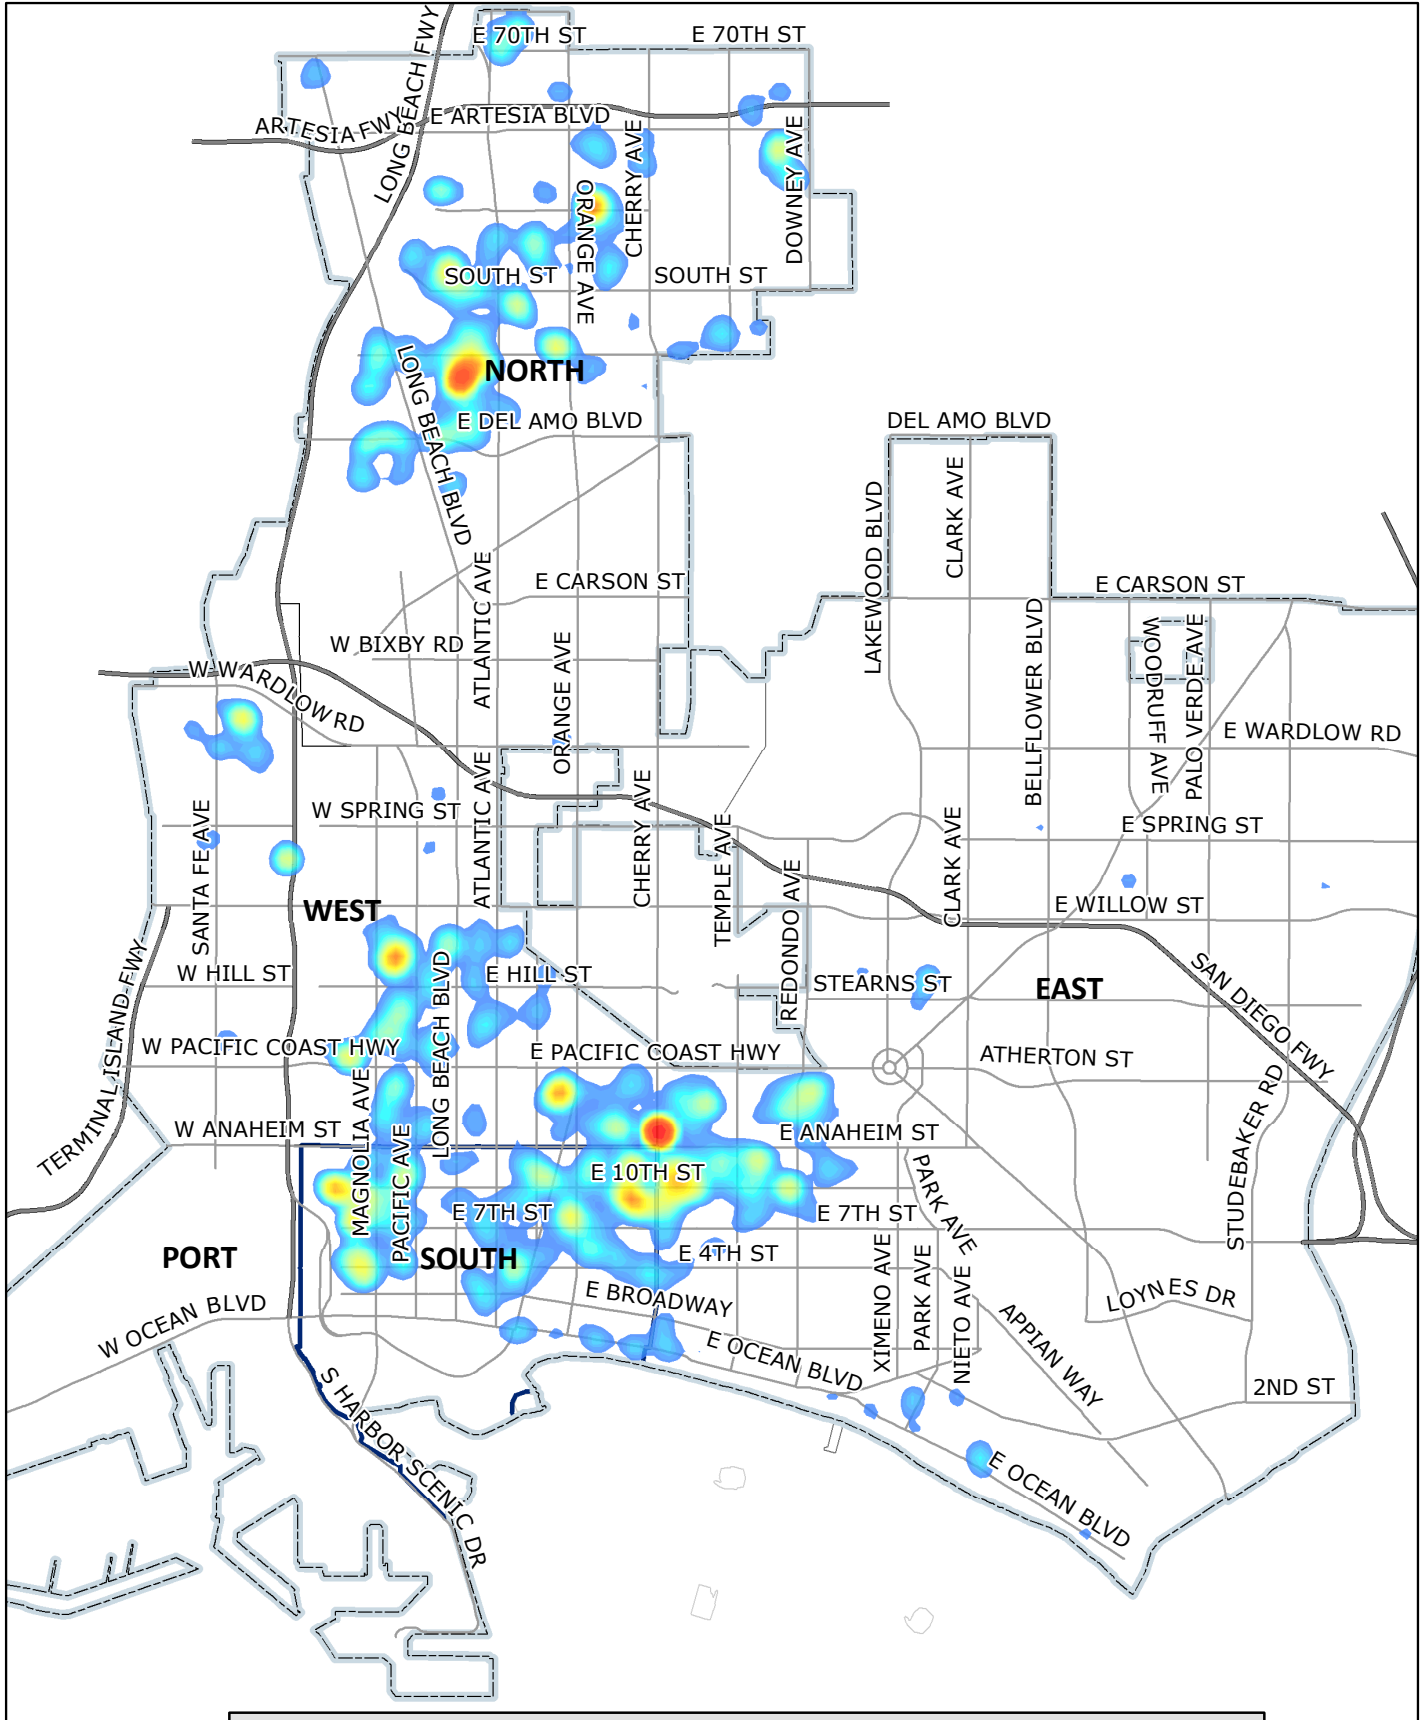 E 70TH ST
E 70TH ST
LONG BEACH FWY
ARTESIA FWY
E ARTESIA BLVD
CHERRY AVE
DOWNEY AVE
ORANGE AVE
SOUTH ST
SOUTH ST
NORTH
LONG BEACH BLVD
E DEL AMO BLVD
DEL AMO BLVD
LAKEWOOD BLVD
CLARK AVE
ATLANTIC AVE
E CARSON ST
E CARSON ST
W BIXBY RD
ORANGE AVE
BELLFLOWER BLVD
WOODRUFF AVE
PALO VERDE AVE
W WARDLOW RD
E WARDLOW RD
ATLANTIC AVE
CHERRY AVE
W SPRING ST
E SPRING ST
SANTA FE AVE
TEMPLE AVE
REDONDO AVE
CLARK AVE
WEST
E WILLOW ST
TERMINAL ISLAND FWY
W HILL ST
LONG BEACH BLVD
E HILL ST
STEARNS ST
EAST
SAN DIEGO FWY
W PACIFIC COAST HWY
E PACIFIC COAST HWY
ATHERTON ST
STUDEBAKER RD
MAGNOLIA AVE
W ANAHEIM ST
PACIFIC AVE
E ANAHEIM ST
PARK AVE
E 10TH ST
E 7TH ST
E 7TH ST
PORT
SOUTH
E 4TH ST
XIMENO AVE
PARK AVE
NIETO AVE
W OCEAN BLVD
E BROADWAY
LOYNES DR
APPIAN WAY
E OCEAN BLVD
2ND ST
S HARBOR SCENIC DR
E OCEAN BLVD